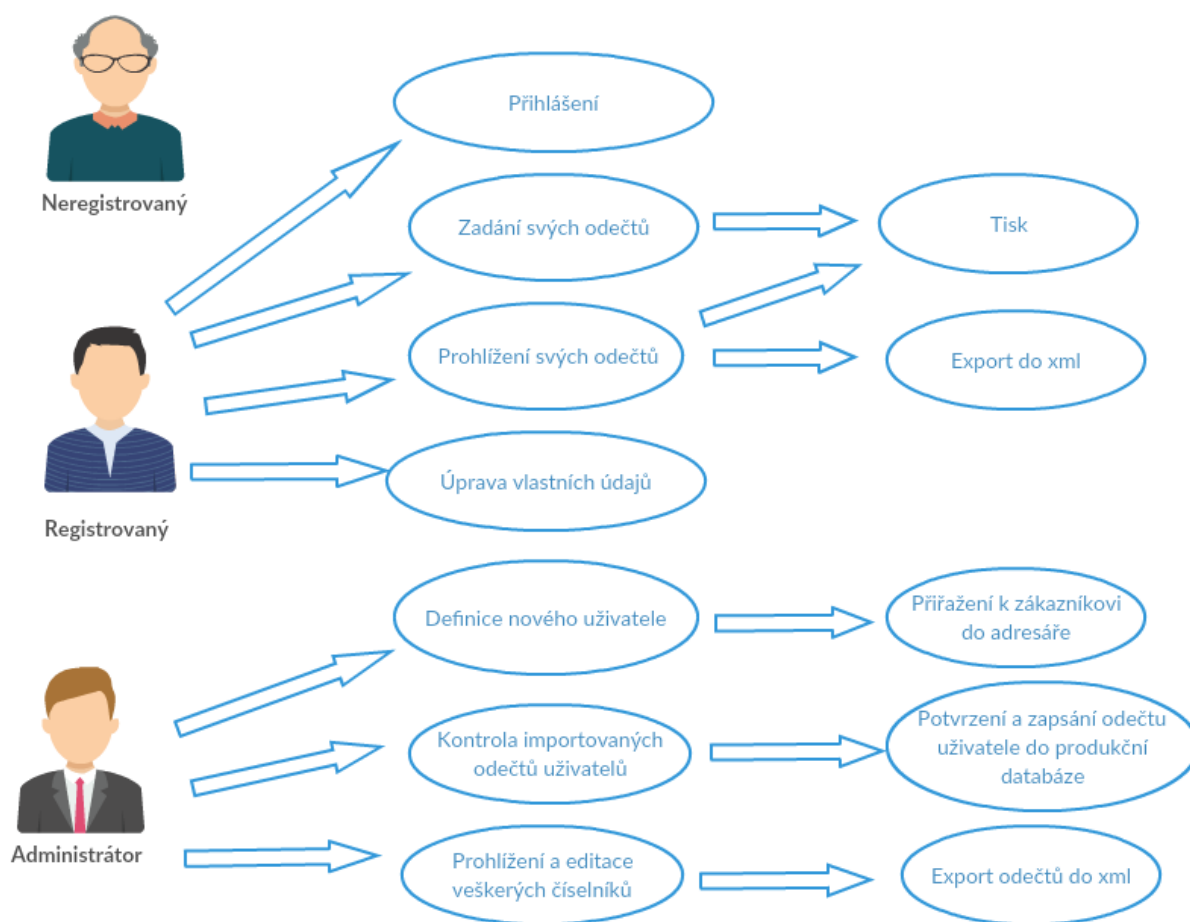 Přihlášení
Neregistrovaný
Zadání svých odečtů
Tisk
Prohlížení svých odečtů
Export do xml
Registrovaný
Úprava vlastních údajů
Definice nového uživatele
Přiřažení k zákazníkovi
do adresáře
Kontrola importovaných
odečtů uživatelů
Potvrzení a zapsání odečtu
uživatele do produkční
databáze
Administrátor
Prohlížení a editace
veškerých číselníků
Export odečtů do xml